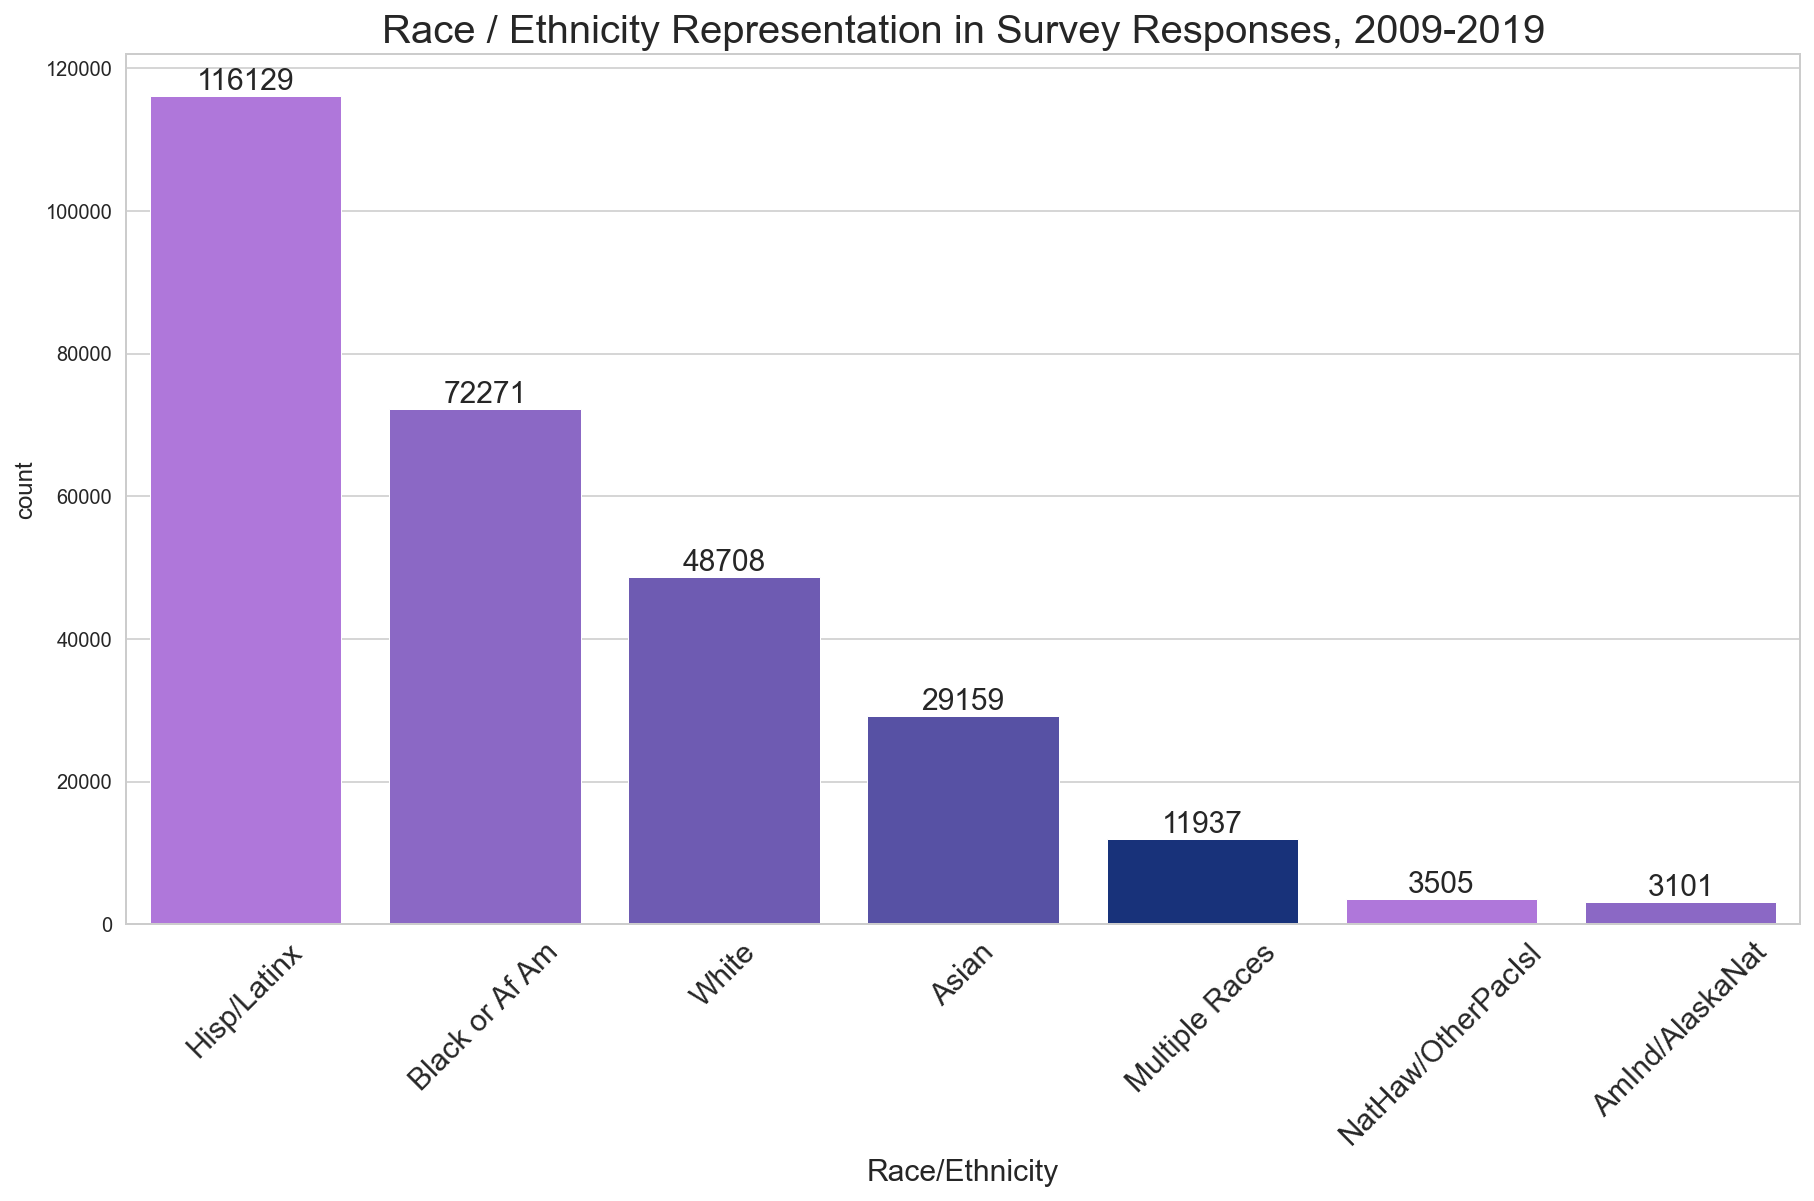 Race / Ethnicity Representation in Survey Responses, 2009-2019
120000
100000
80000
60000
40000
20000
0
count
116129
72271
48708
29159
11937
3505
3101
Hisp/Latinx
Black or Af Am
White
Asian
Multiple Races
NatHaw/OtherPacIsl
AmInd/AlaskaNat
Race/Ethnicity